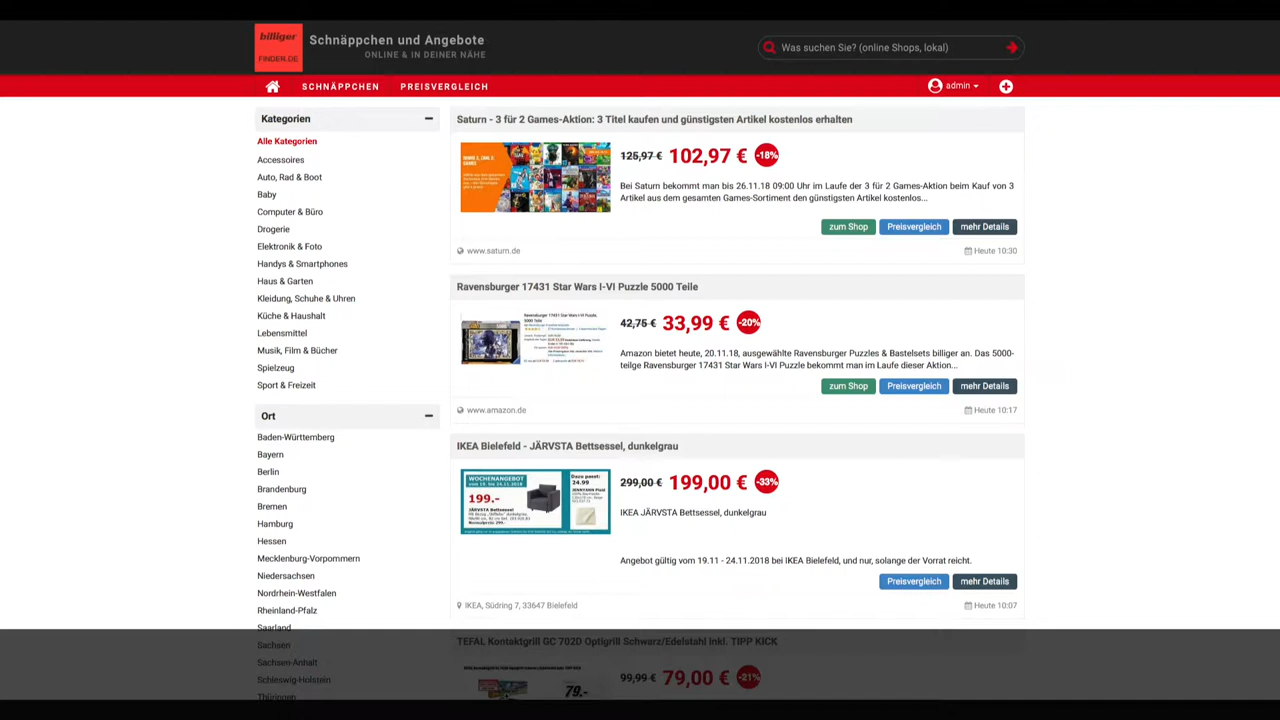 billiger
FINDER.DE
Schnäppchen und Angebote
ONLINE & IN DEINER NÄHE
Was suchen Sie? (online Shops, lokal)
SCHNÄPPCHEN
PREISVERGLEICH
admin
Kategorien
Alle Kategorien
Accessoires
Auto, Rad & Boot
Baby
Computer & Büro
Drogerie
Elektronik & Foto
Handys & Smartphones
Haus & Garten
Kleidung, Schuhe & Uhren
Küche & Haushalt
Lebensmittel
Musik, Film & Bücher
Spielzeug
Sport & Freizeit
Ort
Baden-Württemberg
Bayern
Berlin
Brandenburg
Bremen
Hamburg
Hessen
Mecklenburg-Vorpommern
Niedersachsen
Nordrhein-Westfalen
Rheinland-Pfalz
Saarland
Sachsen
Sachsen-Anhalt
Schleswig-Holstein
Thüringen
Saturn - 3 für 2 Games-Aktion: 3 Titel kaufen und günstigsten Artikel kostenlos erhalten
125,97 € 102,97 € -18%
Bei Saturn bekommt man bis 26.11.18 09:00 Uhr im Laufe der 3 für 2 Games-Aktion beim Kauf von 3
Artikel aus dem gesamten Games-Sortiment den günstigsten Artikel kostenlos...
zum Shop Preisvergleich mehr Details
www.saturn.de Heute 10:30
Ravensburger 17431 Star Wars I-VI Puzzle 5000 Teile
42,75 € 33,99 € -20%
Amazon bietet heute, 20.11.18, ausgewählte Ravensburger Puzzles & Bastelsets billiger an. Das 5000-
teilge Ravensburger 17431 Star Wars I-VI Puzzle bekommt man im Laufe dieser Aktion...
zum Shop Preisvergleich mehr Details
www.amazon.de Heute 10:17
IKEA Bielefeld - JÄRVSTA Bettsessel, dunkelgrau
WOCHENANGEBOT
199.-
JÄRVSTA Bettsessel
Dazu passt:
24.99
299,00 € 199,00 € -33%
IKEA JÄRVSTA Bettsessel, dunkelgrau
Angebot gültig vom 19.11 - 24.11.2018 bei IKEA Bielefeld, und nur, solange der Vorrat reicht.
Preisvergleich mehr Details
IKEA, Südring 7, 33647 Bielefeld Heute 10:07
TEFAL Kontaktgrill GC 702D Optigrill Schwarz/Edelstahl inkl. TIPP KICK
79.-
99,99 € 79,00 € -21%